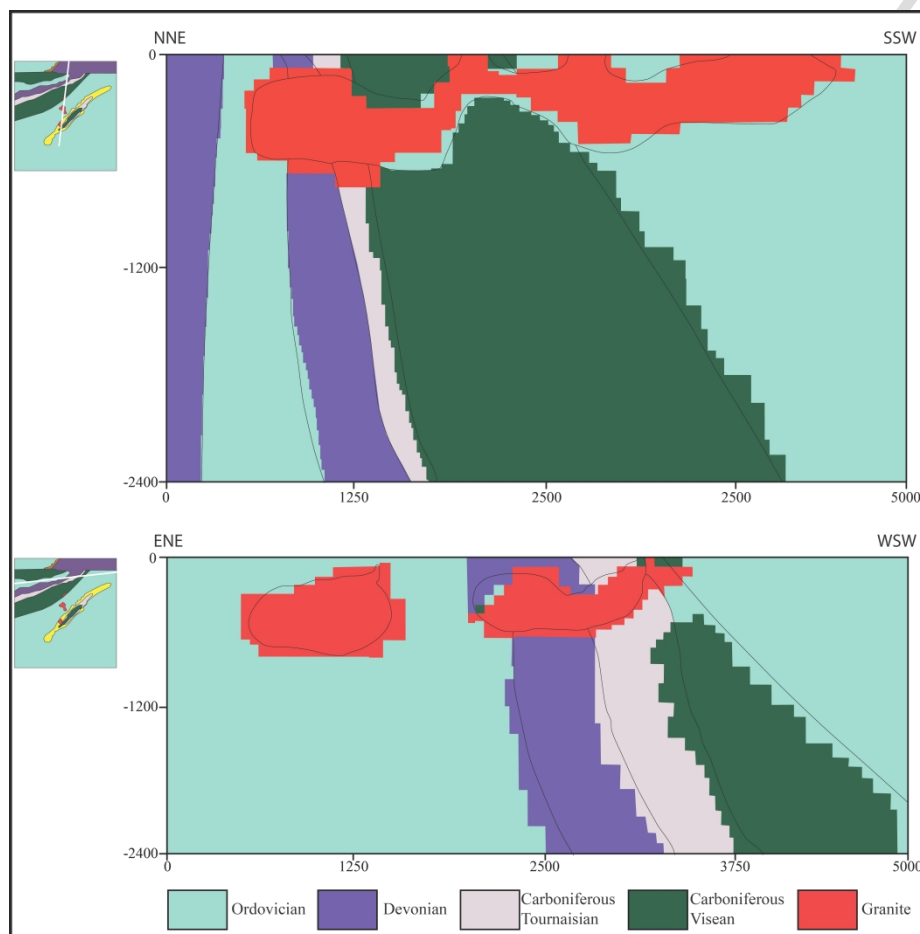 NNE SSW
0
-1200
-2400
0 1250 2500 2500 5000
ENE WSW
0
-1200
-2400
0 1250 2500 3750 5000
Ordovician Devonian Carboniferous Tournaisian Carboniferous Visean Granite